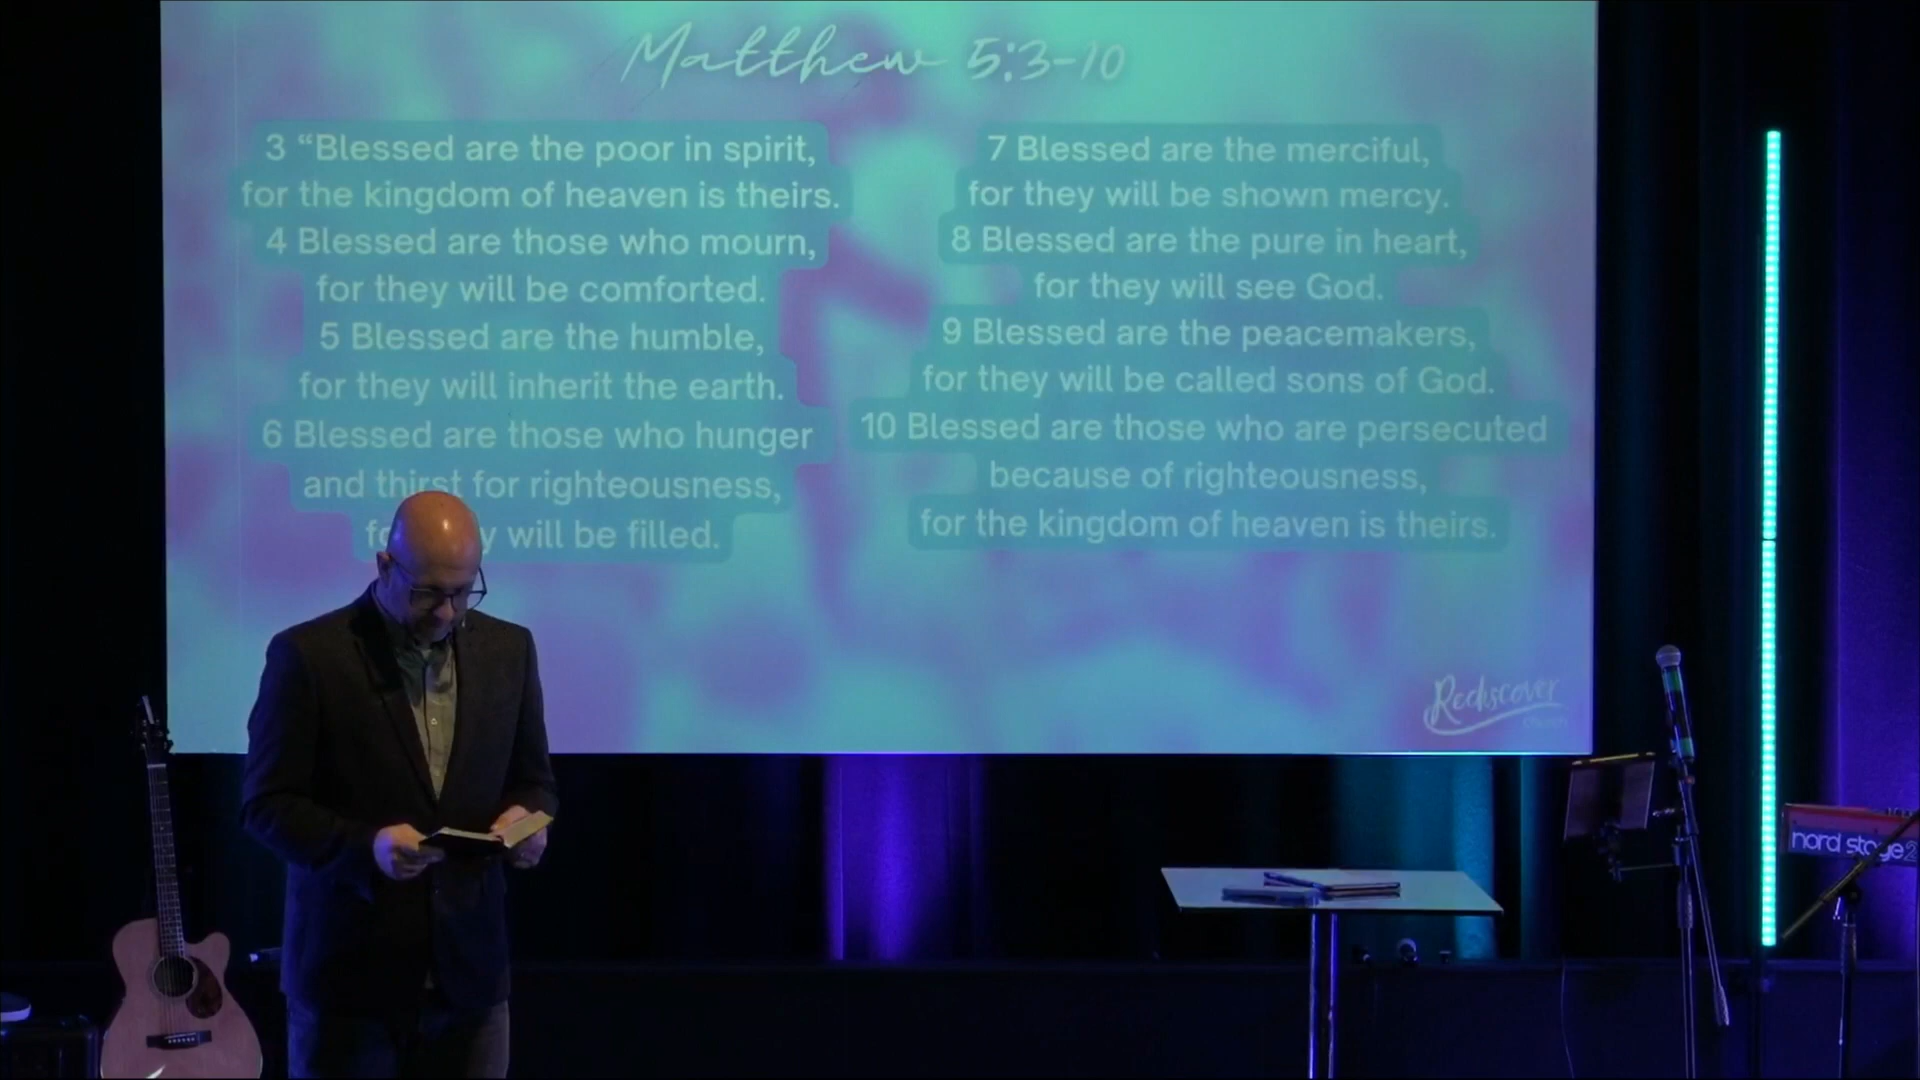 Matthew 5:3-10
3 “Blessed are the poor in spirit,
for the kingdom of heaven is theirs.
4 Blessed are those who mourn,
for they will be comforted.
5 Blessed are the humble,
for they will inherit the earth.
6 Blessed are those who hunger
and thirst for righteousness,
will be filled.
7 Blessed are the merciful,
for they will be shown mercy.
8 Blessed are the pure in heart,
for they will see God.
9 Blessed are the peacemakers,
for they will be called sons of God.
10 Blessed are those who are persecuted
because of righteousness,
for the kingdom of heaven is theirs.
Rediscover
nord stage 2